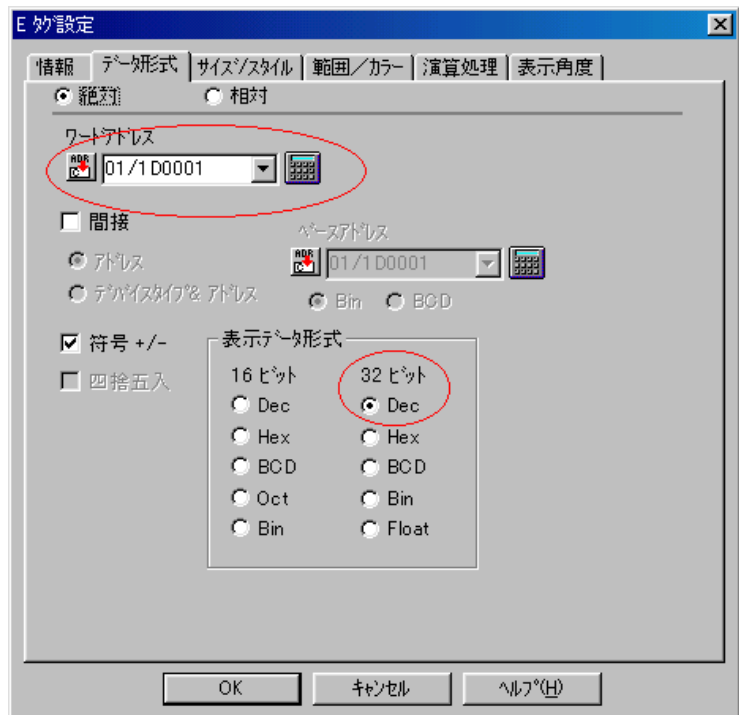 E ﾀｸﾞ設定
情報 ﾃﾞｰﾀ形式 ｻｲｽﾞ/ｽﾀｲﾙ 範囲／ｶﾗｰ 演算処理 表示角度
絶対 相対
ﾜｰﾄﾞｱﾄﾞﾚｽ
ADR 01/1D0001
間接 ﾍﾞｰｽｱﾄﾞﾚｽ
ｱﾄﾞﾚｽ ADR 01/1D0001
ﾃﾞﾊﾞｲｽﾀｲﾌﾟ& ｱﾄﾞﾚｽ Bin BCD
符号 +/- 表示ﾃﾞｰﾀ形式
四捨五入 16 ﾋﾞｯﾄ 32 ﾋﾞｯﾄ
Dec Dec
Hex Hex
BCD BCD
Oct Bin
Bin Float
OK ｷｬﾝｾﾙ ﾍﾙﾌﾟ(H)